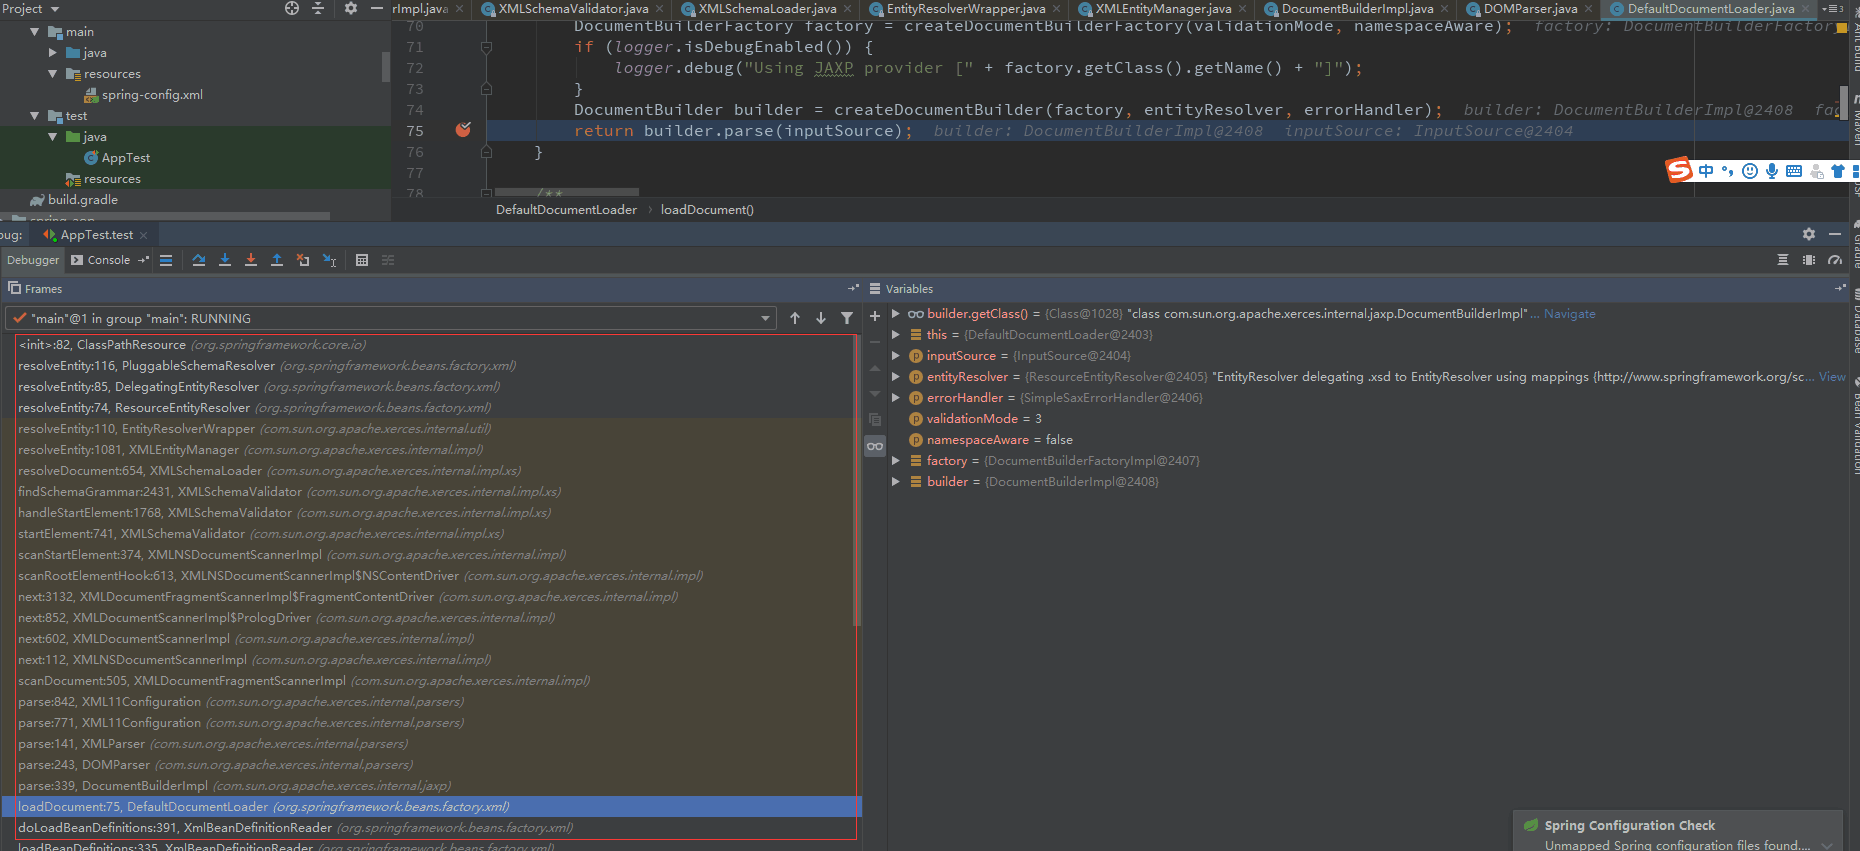 Project
main
java
resources
spring-config.xml
test
java
AppTest
resources
build.gradle
rImpl.java
XMLSchemaValidator.java
XMLSchemaLoader.java
EntityResolverWrapper.java
XMLEntityManager.java
DocumentBuilderImpl.java
DOMParser.java
DefaultDocumentLoader.java
70 DocumentBuilderFactory factory = createDocumentBuilderFactory(validationMode, namespaceAware); factory: DocumentBuilderFactory
71 if (logger.isDebugEnabled()) {
72 logger.debug("Using JAXP provider [" + factory.getClass().getName() + "]");
73 }
74 DocumentBuilder builder = createDocumentBuilder(factory, entityResolver, errorHandler); builder: DocumentBuilderImpl@2408 fa
75 return builder.parse(inputSource); builder: DocumentBuilderImpl@2408 inputSource: InputSource@2404
76 }
77
78 /**
中
DefaultDocumentLoader › loadDocument()
bug: AppTest.test
Debugger Console
Frames
"main"@1 in group "main": RUNNING
<init>:82, ClassPathResource (org.springframework.core.io)
resolveEntity:116, PluggableSchemaResolver (org.springframework.beans.factory.xml)
resolveEntity:85, DelegatingEntityResolver (org.springframework.beans.factory.xml)
resolveEntity:74, ResourceEntityResolver (org.springframework.beans.factory.xml)
resolveEntity:110, EntityResolverWrapper (com.sun.org.apache.xerces.internal.util)
resolveEntity:1081, XMLEntityManager (com.sun.org.apache.xerces.internal.impl)
resolveDocument:654, XMLSchemaLoader (com.sun.org.apache.xerces.internal.impl.xs)
findSchemaGrammar:2431, XMLSchemaValidator (com.sun.org.apache.xerces.internal.impl.xs)
handleStartElement:1768, XMLSchemaValidator (com.sun.org.apache.xerces.internal.impl.xs)
startElement:741, XMLSchemaValidator (com.sun.org.apache.xerces.internal.impl.xs)
scanStartElement:374, XMLNSDocumentScannerImpl (com.sun.org.apache.xerces.internal.impl)
scanRootElementHook:613, XMLNSDocumentScannerImpl$NSContentDriver (com.sun.org.apache.xerces.internal.impl)
next:3132, XMLDocumentFragmentScannerImpl$FragmentContentDriver (com.sun.org.apache.xerces.internal.impl)
next:852, XMLDocumentScannerImpl$PrologDriver (com.sun.org.apache.xerces.internal.impl)
next:602, XMLDocumentScannerImpl (com.sun.org.apache.xerces.internal.impl)
next:112, XMLNSDocumentScannerImpl (com.sun.org.apache.xerces.internal.impl)
scanDocument:505, XMLDocumentFragmentScannerImpl (com.sun.org.apache.xerces.internal.impl)
parse:842, XML11Configuration (com.sun.org.apache.xerces.internal.parsers)
parse:771, XML11Configuration (com.sun.org.apache.xerces.internal.parsers)
parse:141, XMLParser (com.sun.org.apache.xerces.internal.parsers)
parse:243, DOMParser (com.sun.org.apache.xerces.internal.parsers)
parse:339, DocumentBuilderImpl (com.sun.org.apache.xerces.internal.jaxp)
loadDocument:75, DefaultDocumentLoader (org.springframework.beans.factory.xml)
doLoadBeanDefinitions:391, XmlBeanDefinitionReader (org.springframework.beans.factory.xml)
loadBeanDefinitions:335, XmlBeanDefinitionReader (org.springframework.beans.factory.xml)
Variables
builder.getClass() = {Class@1028} "class com.sun.org.apache.xerces.internal.jaxp.DocumentBuilderImpl"... Navigate
this = {DefaultDocumentLoader@2403}
inputSource = {InputSource@2404}
entityResolver = {ResourceEntityResolver@2405} "EntityResolver delegating .xsd to EntityResolver using mappings {http://www.springframework.org/sc... View
errorHandler = {SimpleSaxErrorHandler@2406}
validationMode = 3
namespaceAware = false
factory = {DocumentBuilderFactoryImpl@2407}
builder = {DocumentBuilderImpl@2408}
Spring Configuration Check
Unmapped Spring configuration files found....
Ant Build
Maven
Gradle
Database
Bean Validation